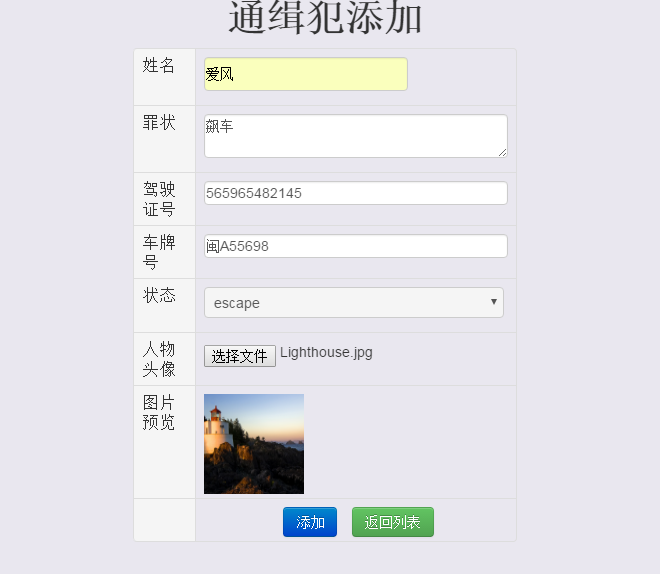 通缉犯添加
姓名
爱风
罪状
飙车
驾驶
证号
565965482145
车牌
号
闽A55698
状态
escape
人物
头像
选择文件 Lighthouse.jpg
图片
预览
添加 返回列表